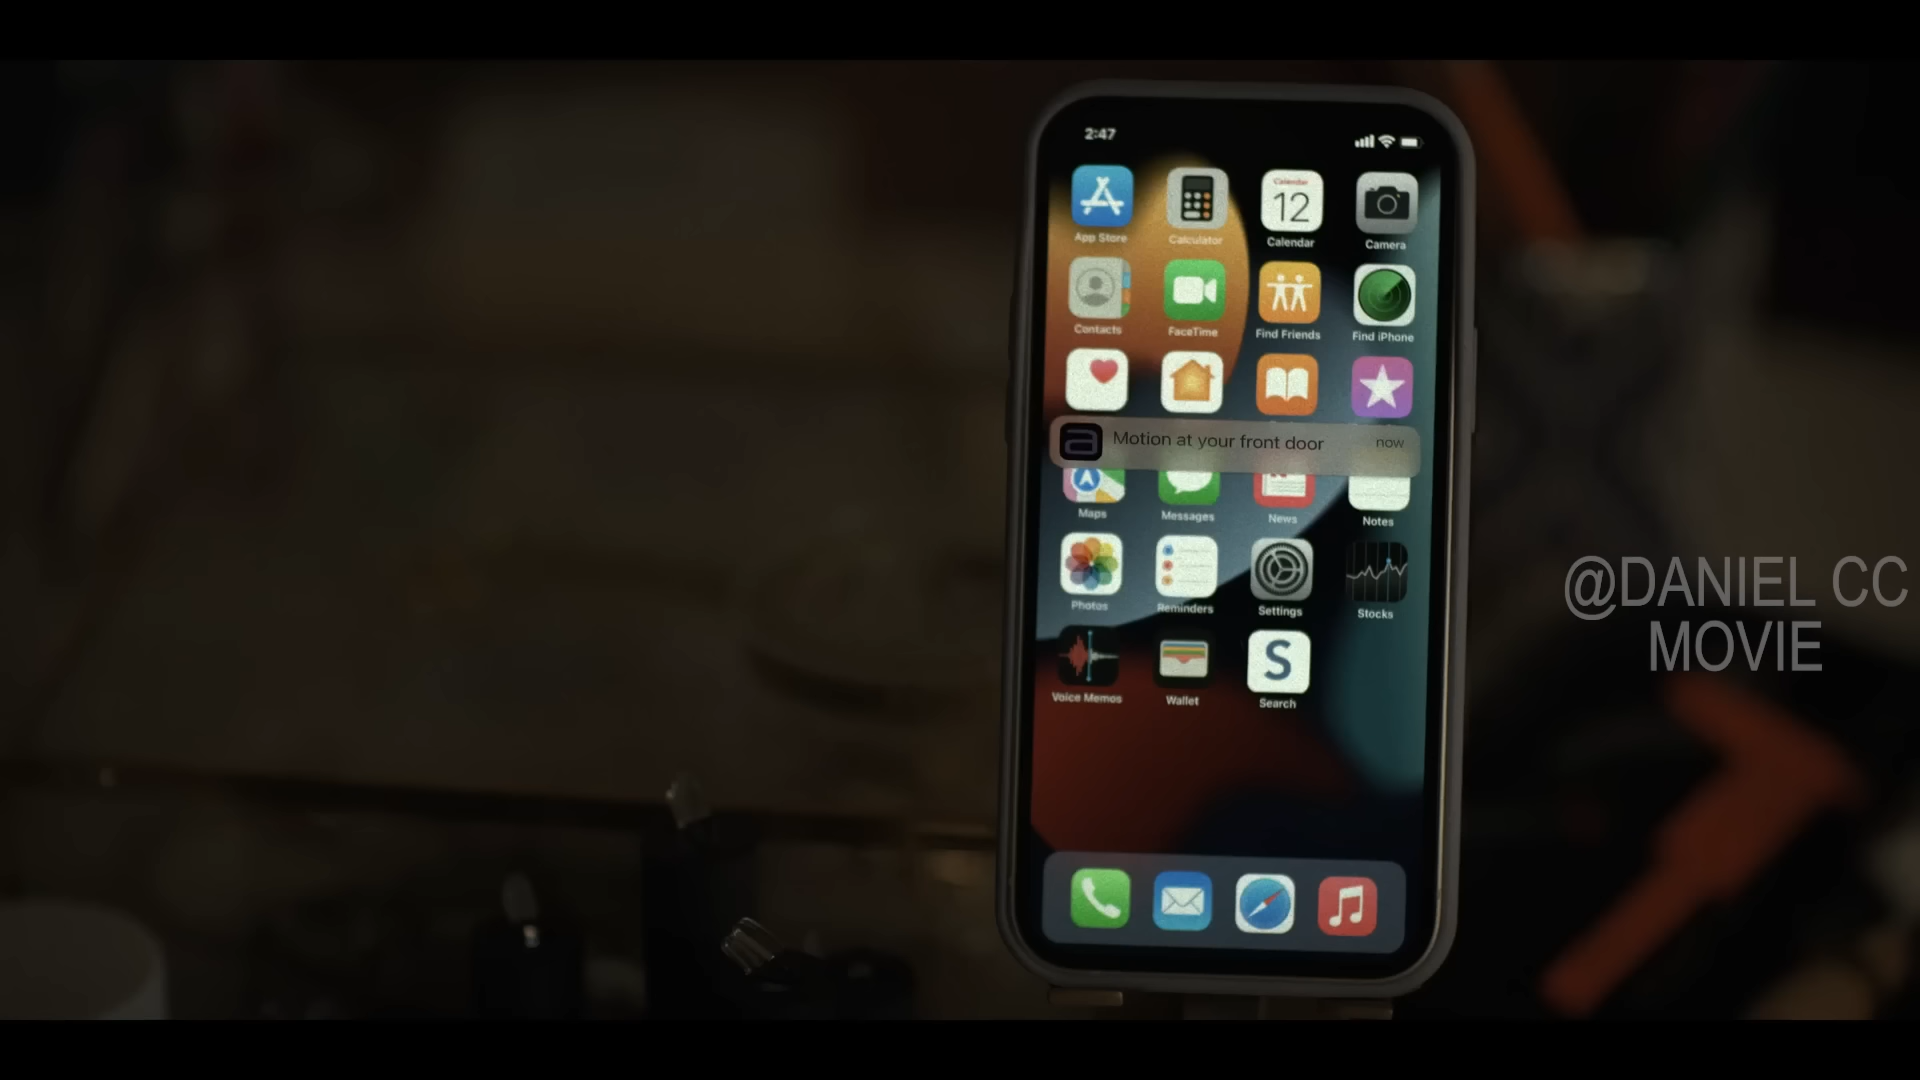 2:47
App Store
Calculator
Calendar
12
Calendar
Camera
Contacts
FaceTime
Find Friends
Find iPhone
a
Motion at your front door
now
Maps
Messages
News
Notes
Photos
Reminders
Settings
Stocks
Voice Memos
Wallet
S
Search
@DANIEL CC
MOVIE